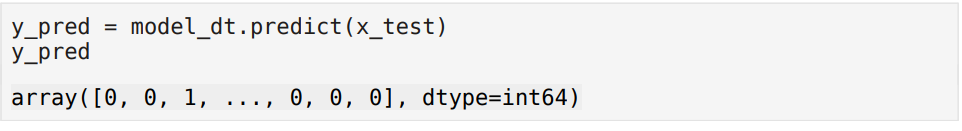 y_pred = model_dt.predict(x_test)
y_pred
array([0, 0, 1, ..., 0, 0, 0], dtype=int64)